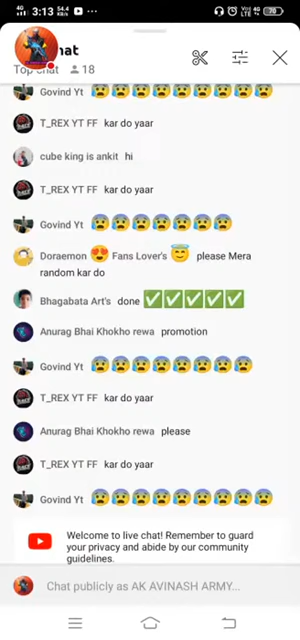 3:13 54.4 KB/s 70
hat
Top chat 18
Govind Yt 😰😰😰😰😰😰😰😰😰
T_REX YT FF kar do yaar
cube king is ankit hi
T_REX YT FF kar do yaar
Govind Yt 😰😰😰😰😰😰😰
Doraemon 😍 Fans Lover's 😇 please Mera
random kar do
Bhagabata Art's done ✅✅✅✅✅
Anurag Bhai Khokho rewa promotion
Govind Yt 😰😰😰😰😰😰😰😰
T_REX YT FF kar do yaar
Anurag Bhai Khokho rewa please
T_REX YT FF kar do yaar
Govind Yt 😰😰😰😰😰😰😰😰😰
Welcome to live chat! Remember to guard
your privacy and abide by our community
guidelines.
Chat publicly as AK AVINASH ARMY...